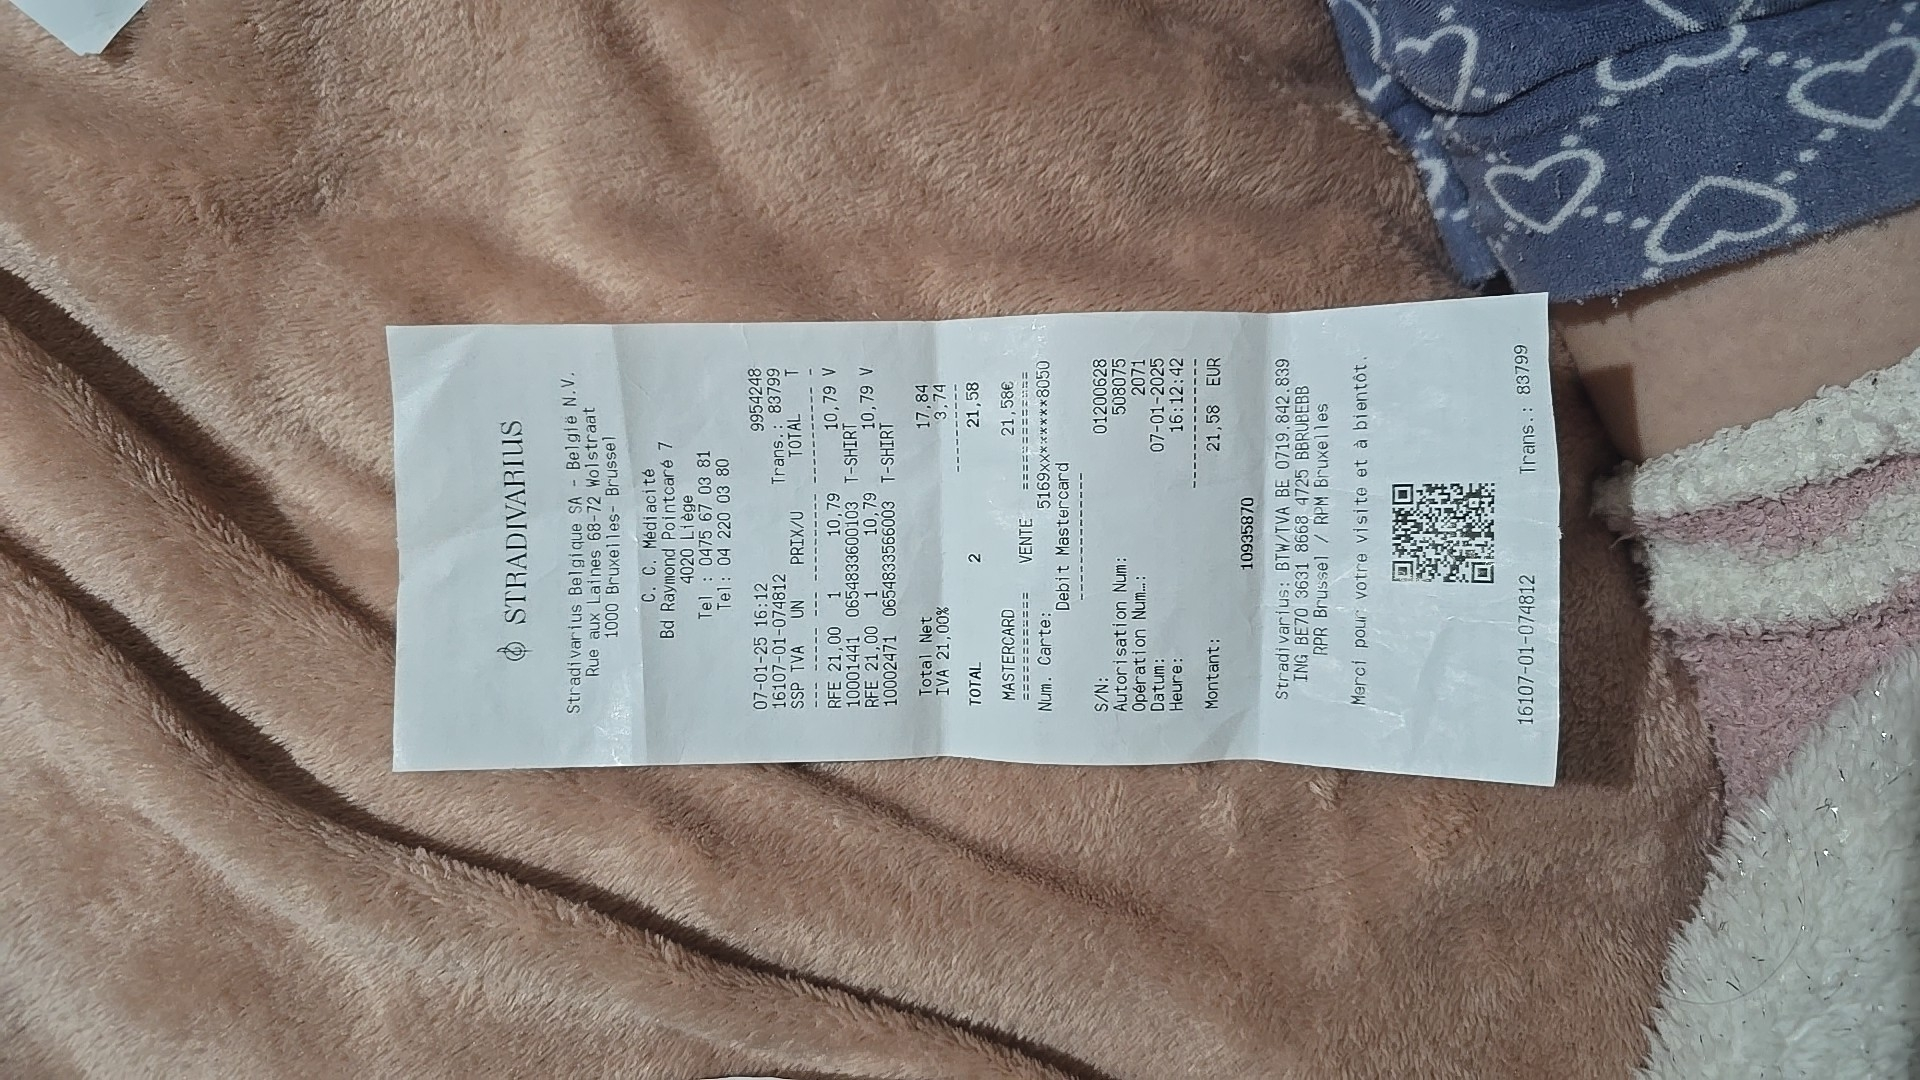 STRADIVARIUS
Stradivarius Belgique SA - België N.V.
Rue aux Laines 68-72 Wolstraat
1000 Bruxelles- Brussel
C. C. Médiacité
Bd Raymond Pointcaré 7
4020 Liège
Tel : 0475 67 03 81
Tel: 04 220 03 80
07-01-25 16:12 9954248
16107-01-074812 Trans.: 83799
SSP TVA UN PRIX/U TOTAL T
RFE 21,00 1 10,79 10,79 V
10001441 0654833600103 T-SHIRT
RFE 21,00 1 10,79 10,79 V
10002471 0654833566003 T-SHIRT
Total Net 17,84
IVA 21,00% 3,74
TOTAL 2 21,58
MASTERCARD VENTE 21,58€
Num. Carte: 5169xx******8050
Debit Mastercard
S/N: 01200628
Autorisation Num: 508075
Opération Num.: 2071
Datum: 07-01-2025
Heure: 16:12:42
Montant: 21,58 EUR
10935870
Stradivarius: BTW/TVA BE 0719 842.839
ING BE70 3631 8668 4725 BBRUBEBB
RPR Brussel / RPM Bruxelles
Merci pour votre visite et à bientôt.
16107-01-074812 Trans.: 83799